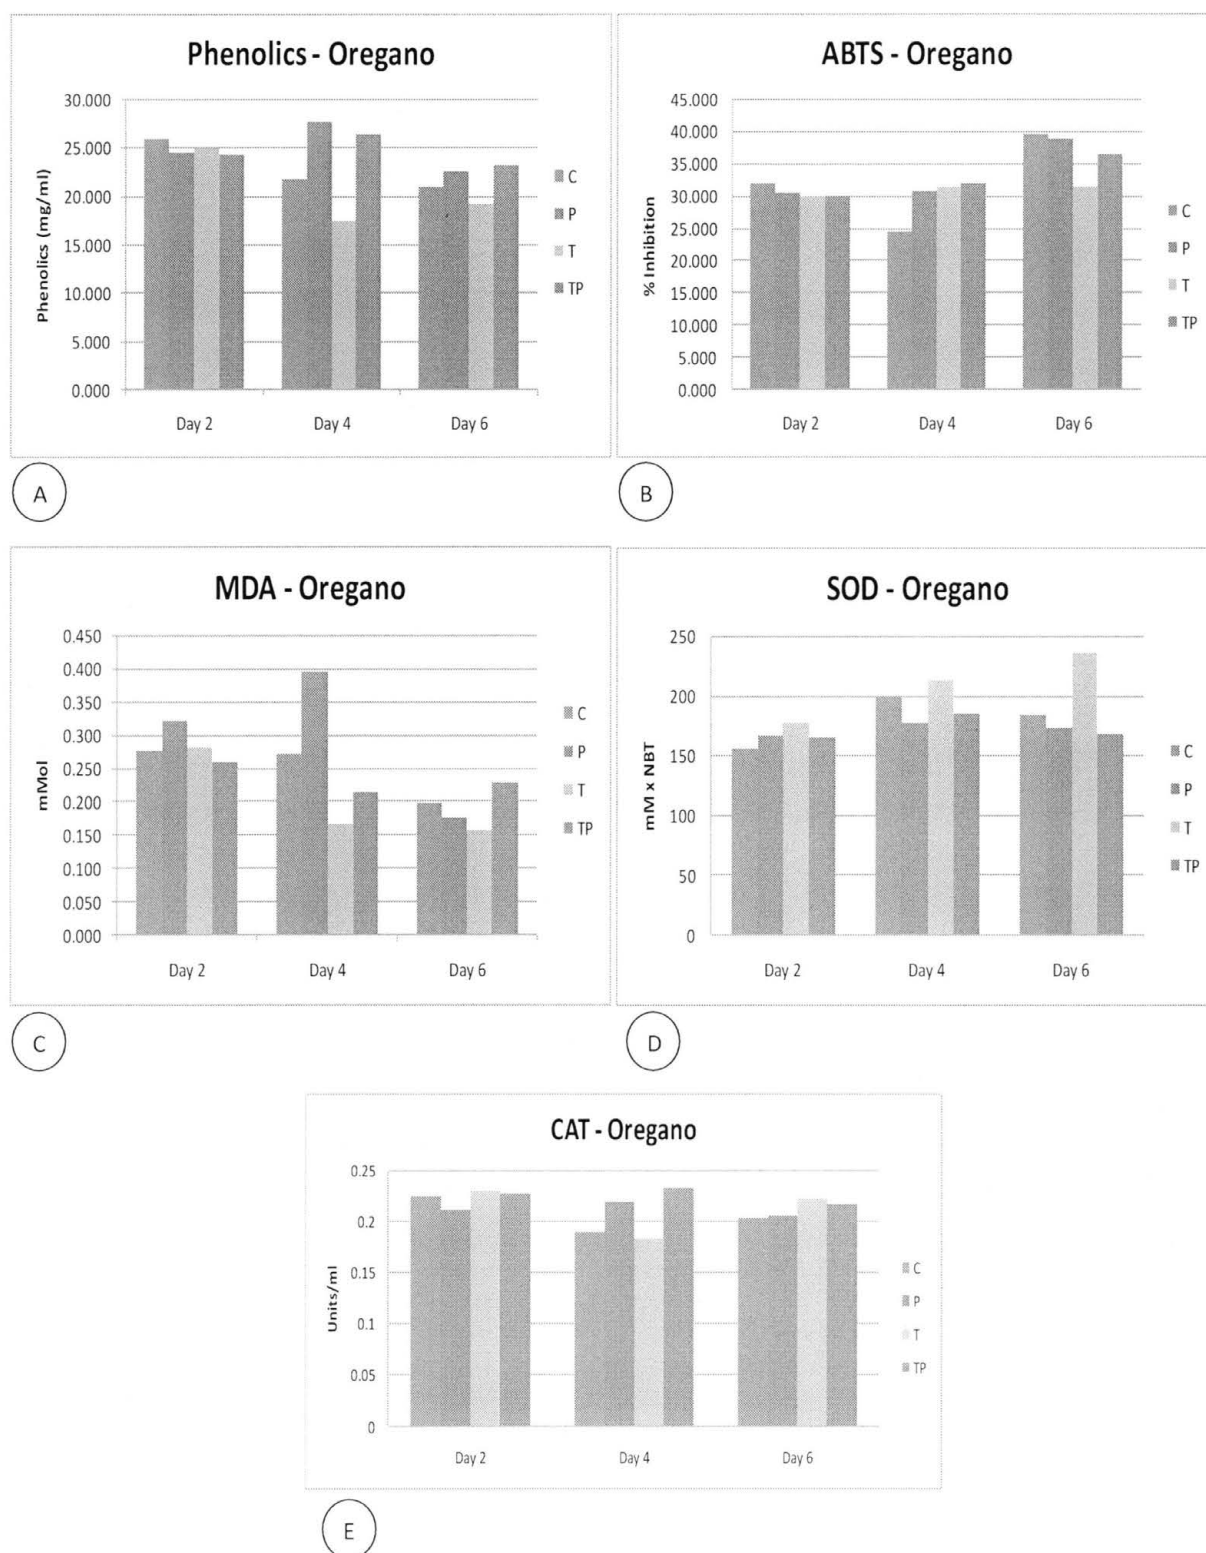 Phenolics - Oregano
Phenolics (mg/ml)
30.000
25.000
20.000
15.000
10.000
5.000
0.000
Day 2
Day 4
Day 6
C
P
T
TP
A
ABTS - Oregano
% Inhibition
45.000
40.000
35.000
30.000
25.000
20.000
15.000
10.000
5.000
0.000
Day 2
Day 4
Day 6
C
P
T
TP
B
MDA - Oregano
mMol
0.450
0.400
0.350
0.300
0.250
0.200
0.150
0.100
0.050
0.000
Day 2
Day 4
Day 6
C
P
T
TP
C
SOD - Oregano
mM x NBT
250
200
150
100
50
0
Day 2
Day 4
Day 6
C
P
T
TP
D
CAT - Oregano
Units/ml
0.25
0.2
0.15
0.1
0.05
0
Day 2
Day 4
Day 6
C
P
T
TP
E